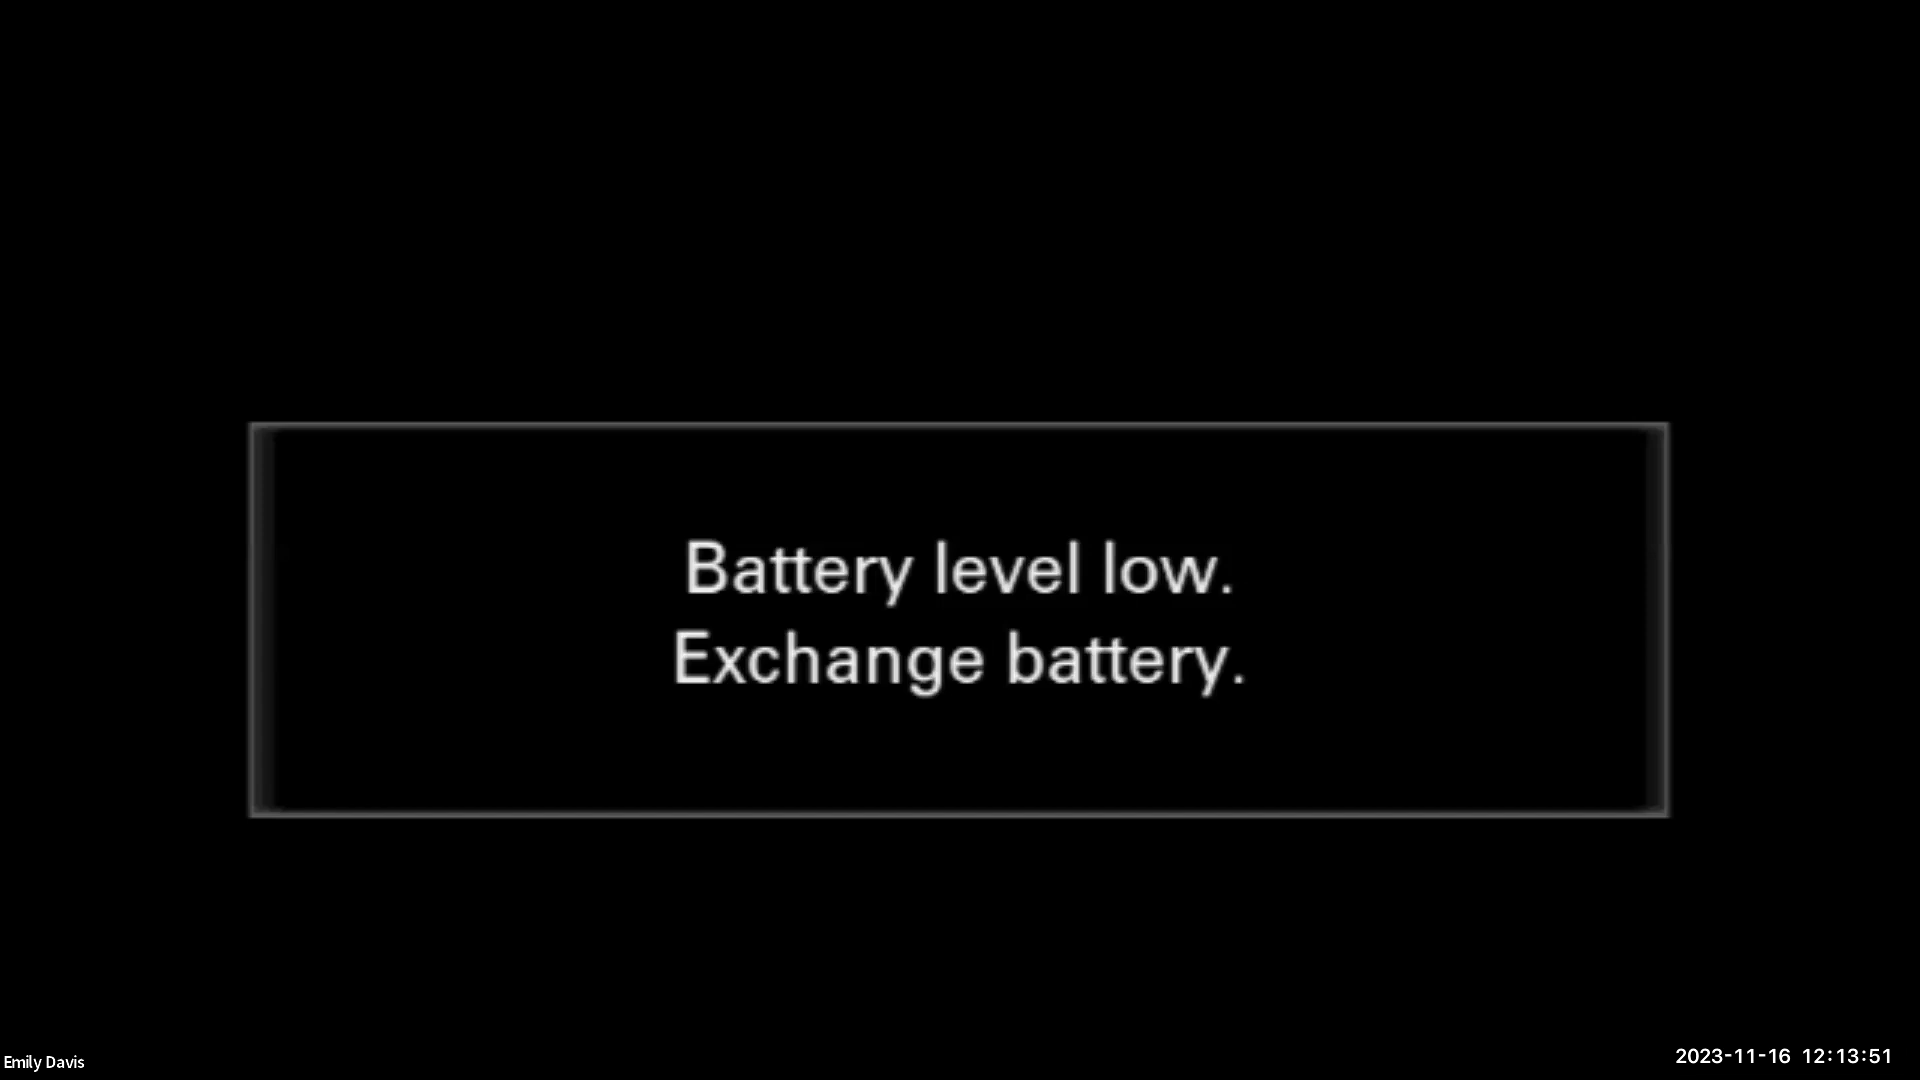 Battery level low.
Exchange battery.
Emily Davis
2023-11-16 12:13:51